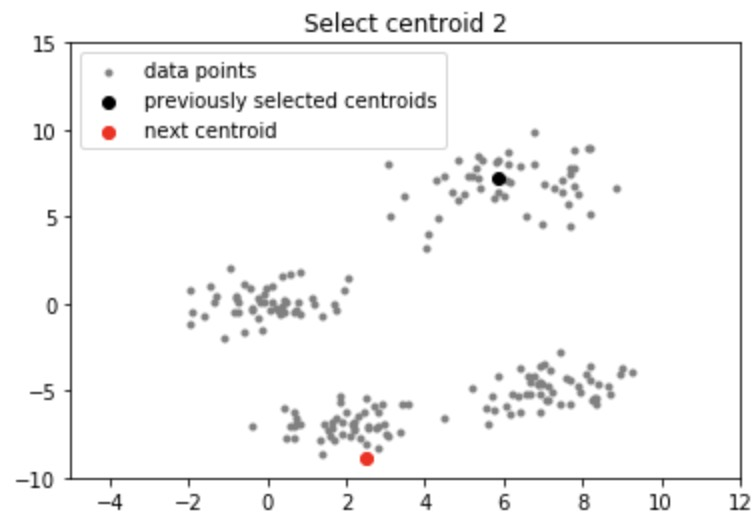 Select centroid 2
15
data points
previously selected centroids
next centroid
10
5
0
−5
−10
−4 −2 0 2 4 6 8 10 12